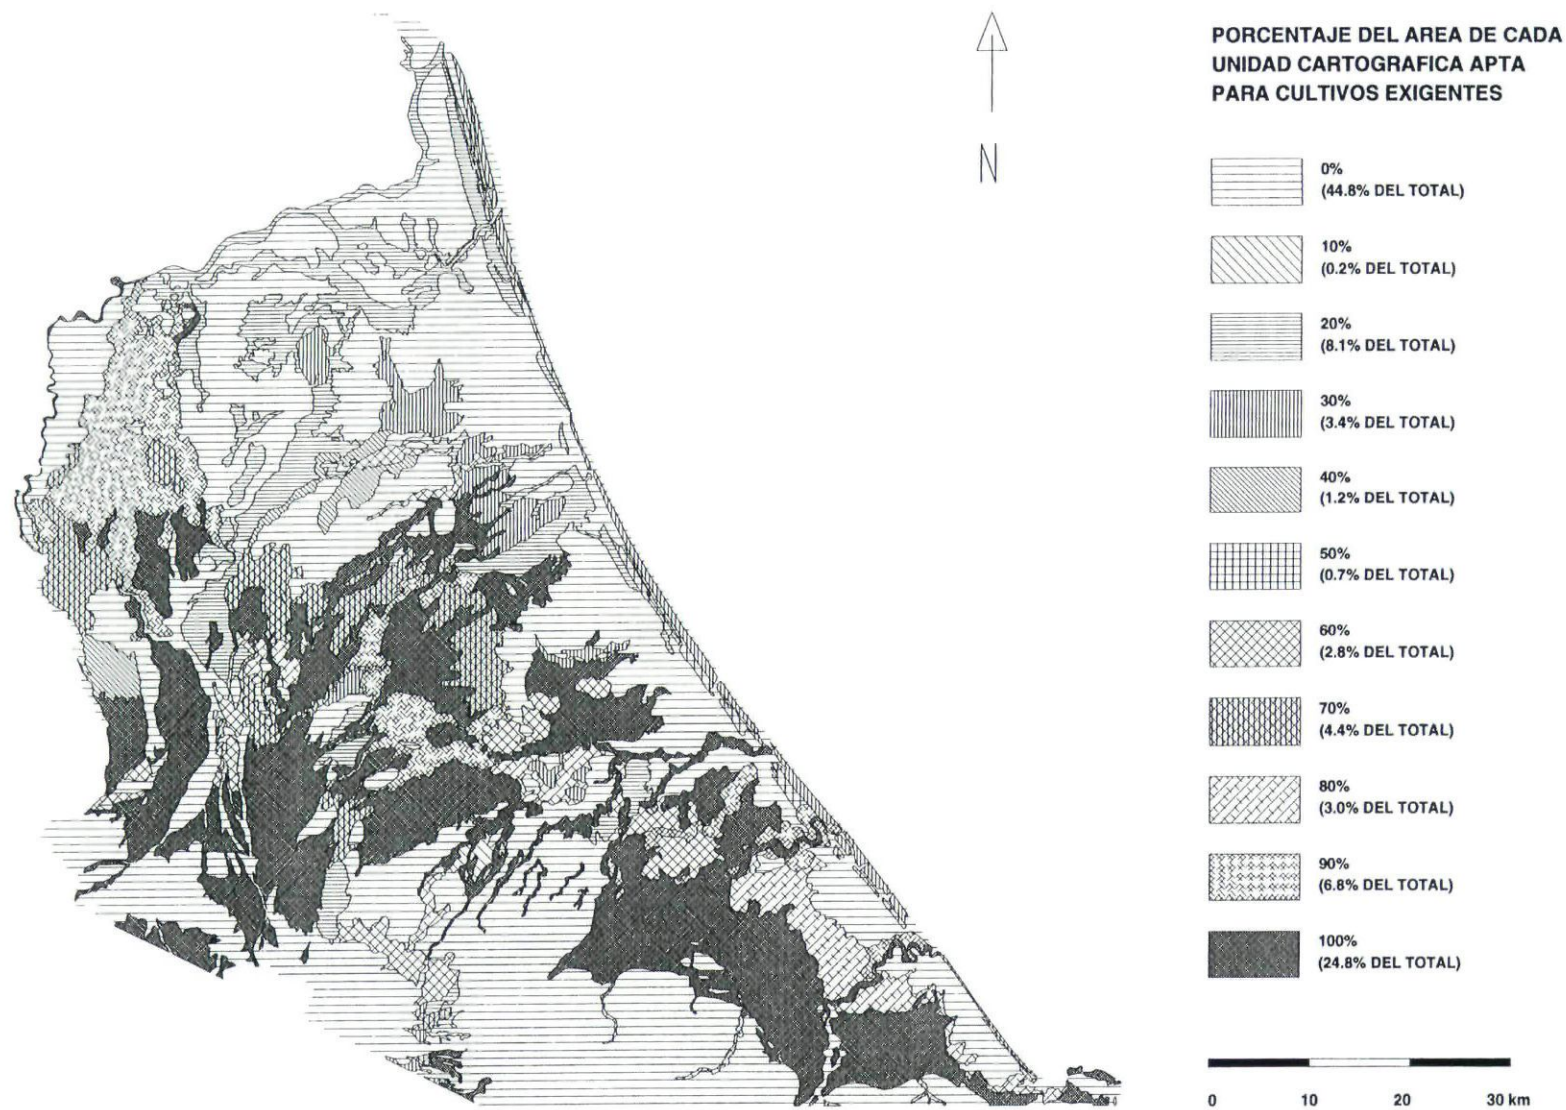 PORCENTAJE DEL AREA DE CADA
UNIDAD CARTOGRAFICA APTA
PARA CULTIVOS EXIGENTES
N
0%
(44.8% DEL TOTAL)
10%
(0.2% DEL TOTAL)
20%
(8.1% DEL TOTAL)
30%
(3.4% DEL TOTAL)
40%
(1.2% DEL TOTAL)
50%
(0.7% DEL TOTAL)
60%
(2.8% DEL TOTAL)
70%
(4.4% DEL TOTAL)
80%
(3.0% DEL TOTAL)
90%
(6.8% DEL TOTAL)
100%
(24.8% DEL TOTAL)
0 10 20 30 km